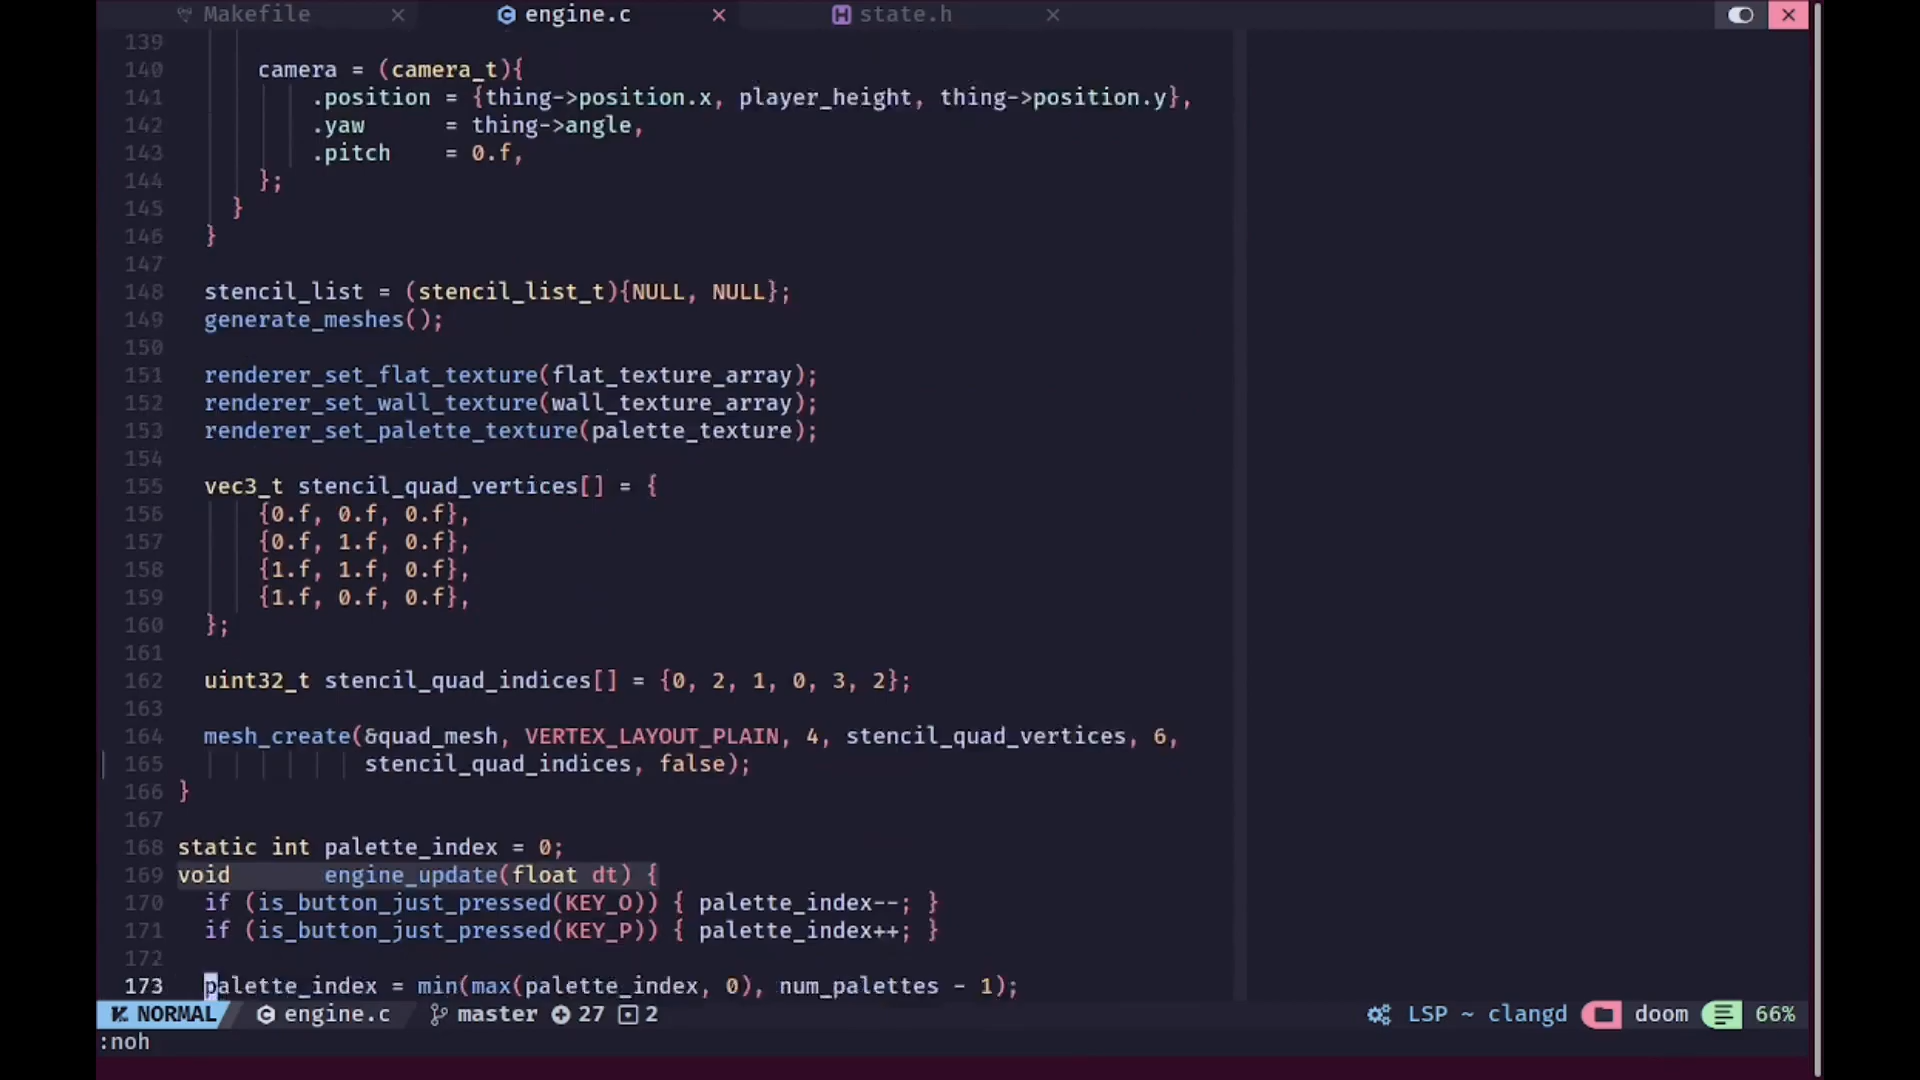 Makefile engine.c state.h
139
140 camera = (camera_t){
141 .position = {thing->position.x, player_height, thing->position.y},
142 .yaw = thing->angle,
143 .pitch = 0.f,
144 };
145 }
146 }
147
148 stencil_list = (stencil_list_t){NULL, NULL};
149 generate_meshes();
150
151 renderer_set_flat_texture(flat_texture_array);
152 renderer_set_wall_texture(wall_texture_array);
153 renderer_set_palette_texture(palette_texture);
154
155 vec3_t stencil_quad_vertices[] = {
156 {0.f, 0.f, 0.f},
157 {0.f, 1.f, 0.f},
158 {1.f, 1.f, 0.f},
159 {1.f, 0.f, 0.f},
160 };
161
162 uint32_t stencil_quad_indices[] = {0, 2, 1, 0, 3, 2};
163
164 mesh_create(&quad_mesh, VERTEX_LAYOUT_PLAIN, 4, stencil_quad_vertices, 6,
165 stencil_quad_indices, false);
166 }
167
168 static int palette_index = 0;
169 void engine_update(float dt) {
170 if (is_button_just_pressed(KEY_O)) { palette_index--; }
171 if (is_button_just_pressed(KEY_P)) { palette_index++; }
172
173 palette_index = min(max(palette_index, 0), num_palettes - 1);
NORMAL engine.c master 27 2 LSP ~ clangd doom 66%
:noh